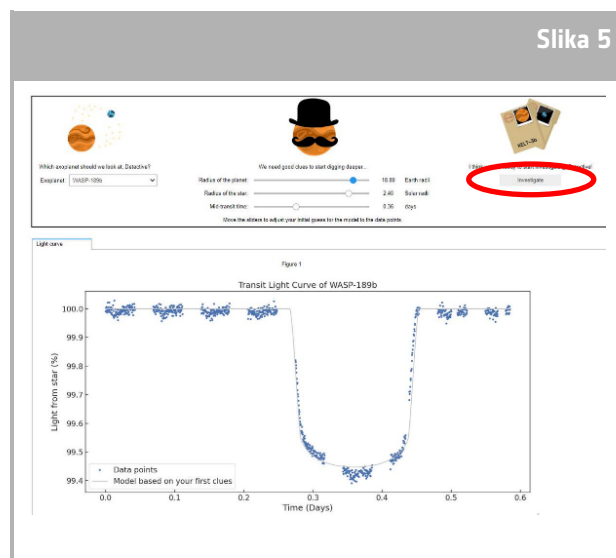 Slika 5
KELT-3b
Which exoplanet should we look at, Detective?
Exoplanet: WASP-189b
We need good clues to start digging deeper...
Radius of the planet: Earth radii
Radius of the star: 2.40 Solar radii
Mid-transit time: 0.36 days
Move the sliders to adjust your initial guess for the model to the data points.
I think
Investigate
Light curve
Figure 1
Transit Light Curve of WASP-189b
Light from star (%)
100.0
99.9
99.8
99.7
99.6
99.5
99.4
Data points
Model based on your first clues
0.0 0.1 0.2 0.3 0.4 0.5 0.6
Time (Days)